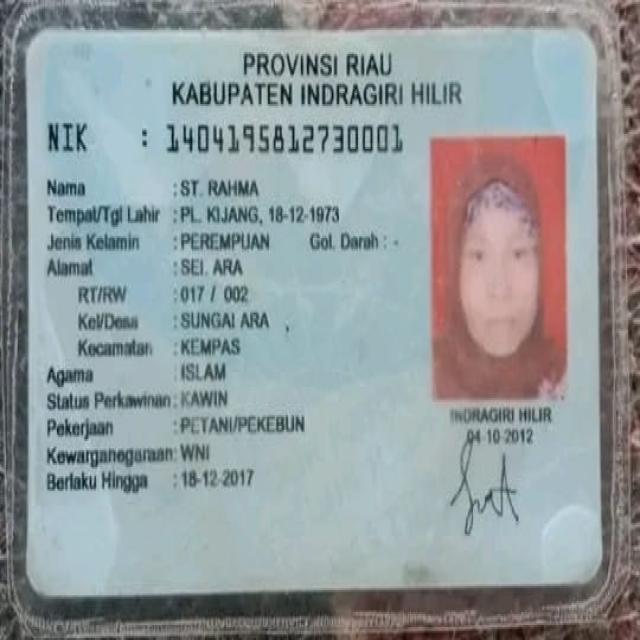 PROVINSI RIAU
KABUPATEN INDRAGIRI HILIR
NIK : 1404195812730001
Nama : ST. RAHMA
Tempat/Tgl Lahir : PL. KIJANG, 18-12-1973
Jenis Kelamin : PEREMPUAN Gol. Darah : -
Alamat : SEI. ARA
RT/RW : 017 / 002
Kel/Desa : SUNGAI ARA
Kecamatan : KEMPAS
Agama : ISLAM
Status Perkawinan: KAWIN
Pekerjaan : PETANI/PEKEBUN
Kewarganegaraan: WNI
Berlaku Hingga : 18-12-2017
INDRAGIRI HILIR
04-10-2012